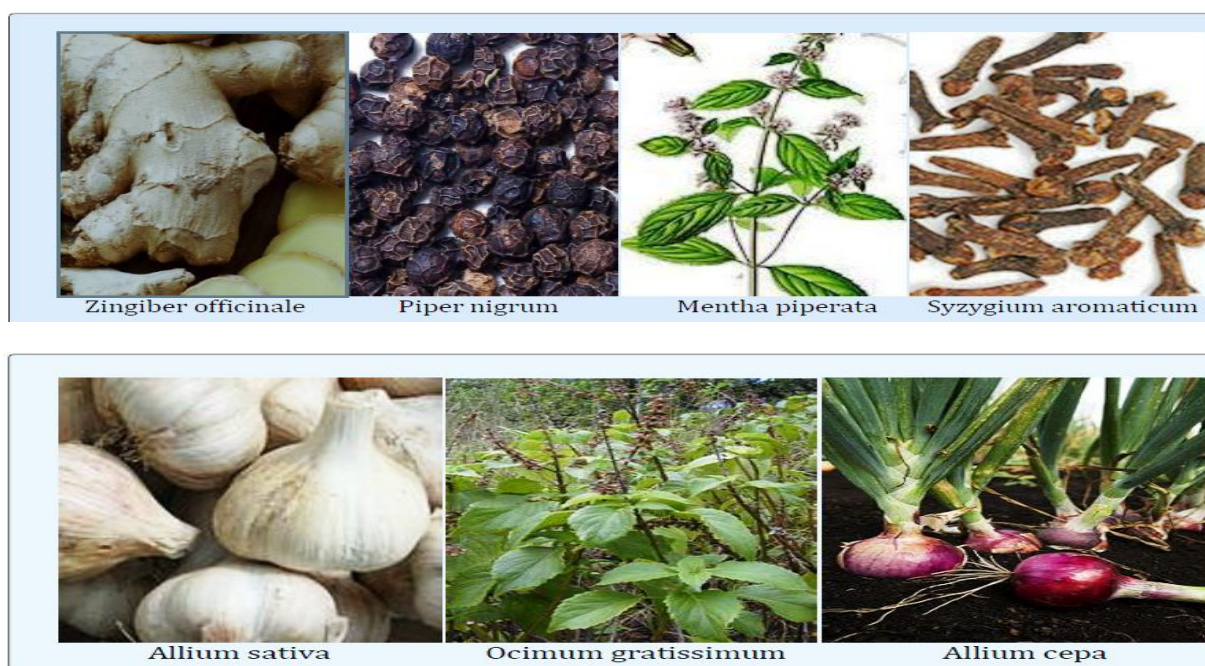 Zingiber officinale Piper nigrum Mentha piperata Syzygium aromaticum
Allium sativa Ocimum gratissimum Allium cepa